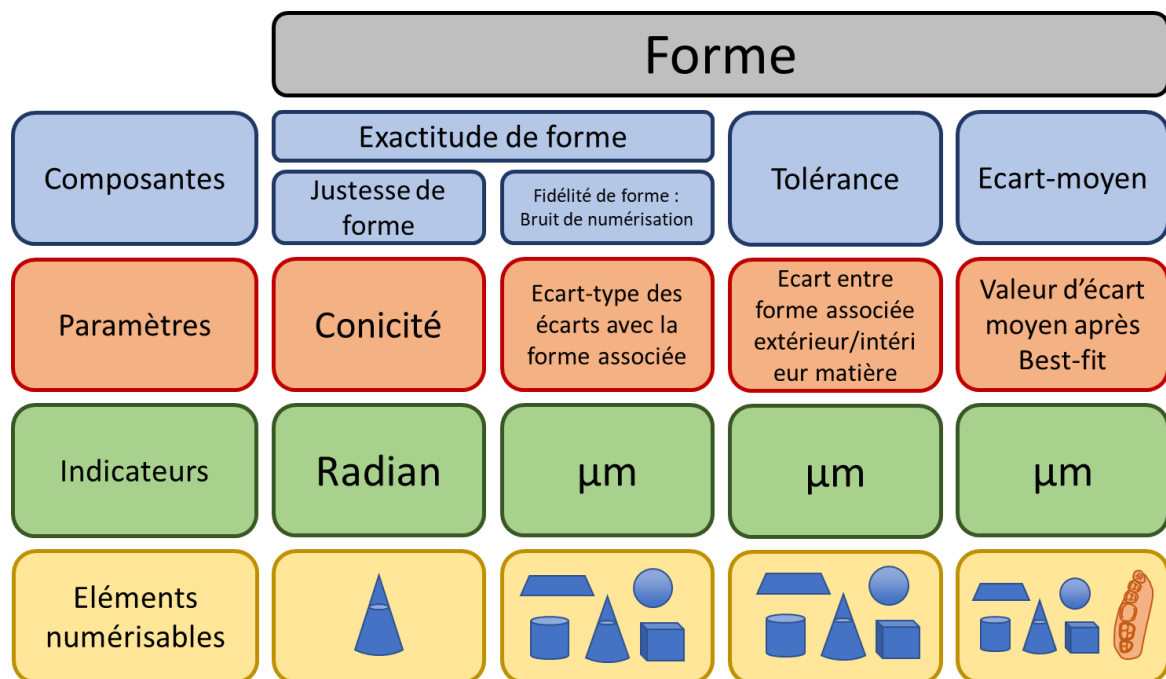 Forme
Composantes
Exactitude de forme
Justesse de
forme
Fidélité de forme :
Bruit de numérisation
Tolérance
Ecart-moyen
Paramètres
Conicité
Ecart-type des
écarts avec la
forme associée
Ecart entre
forme associée
extérieur/intéri
eur matière
Valeur d’écart
moyen après
Best-fit
Indicateurs
Radian
µm
µm
µm
Eléments
numérisables